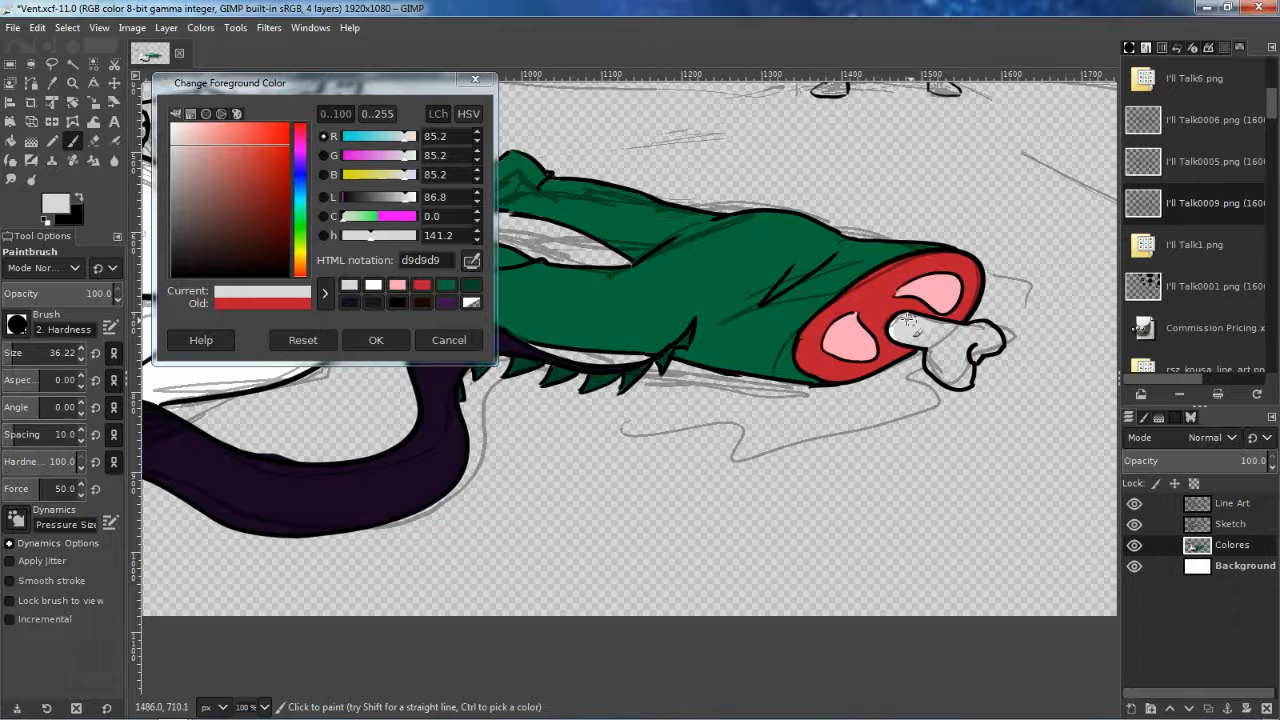 *Vent.xcf-11.0 (RGB color 8-bit gamma integer, GIMP built-in sRGB, 4 layers) 1920x1080 – GIMP
File Edit Select View Image Layer Colors Tools Filters Windows Help
Change Foreground Color
0..100 0..255 LCh HSV
R 85.2
G 85.2
B 85.2
L 86.8
C 0.0
h 141.2
HTML notation: d9d9d9
Current:
Old:
Help Reset OK Cancel
1000 1100 1200 1300 1400 1500 1600 1700
Tool Options
Mode Nor...
Opacity 100.0
Brush
2. Hardness
Size 36.22
Aspec... 0.00
Angle 0.00
Spacing 10.0
Hardne... 100.0
Force 50.0
Dynamics
Pressure Size
Dynamics Options
Apply Jitter
Smooth stroke
Lock brush to view
Incremental
I'll Talk6.png
I'll Talk0006.png (160
I'll Talk0005.png (160
I'll Talk0009.png (160
I'll Talk1.png
I'll Talk0001.png (160
Commission Pricing.x
rsz_kousa_line_art.pn
Mode Normal
Opacity 100.0
Lock:
Line Art
Sketch
Colores
Background
1486.0, 710.1 px 100 % Click to paint (try Shift for a straight line, Ctrl to pick a color)